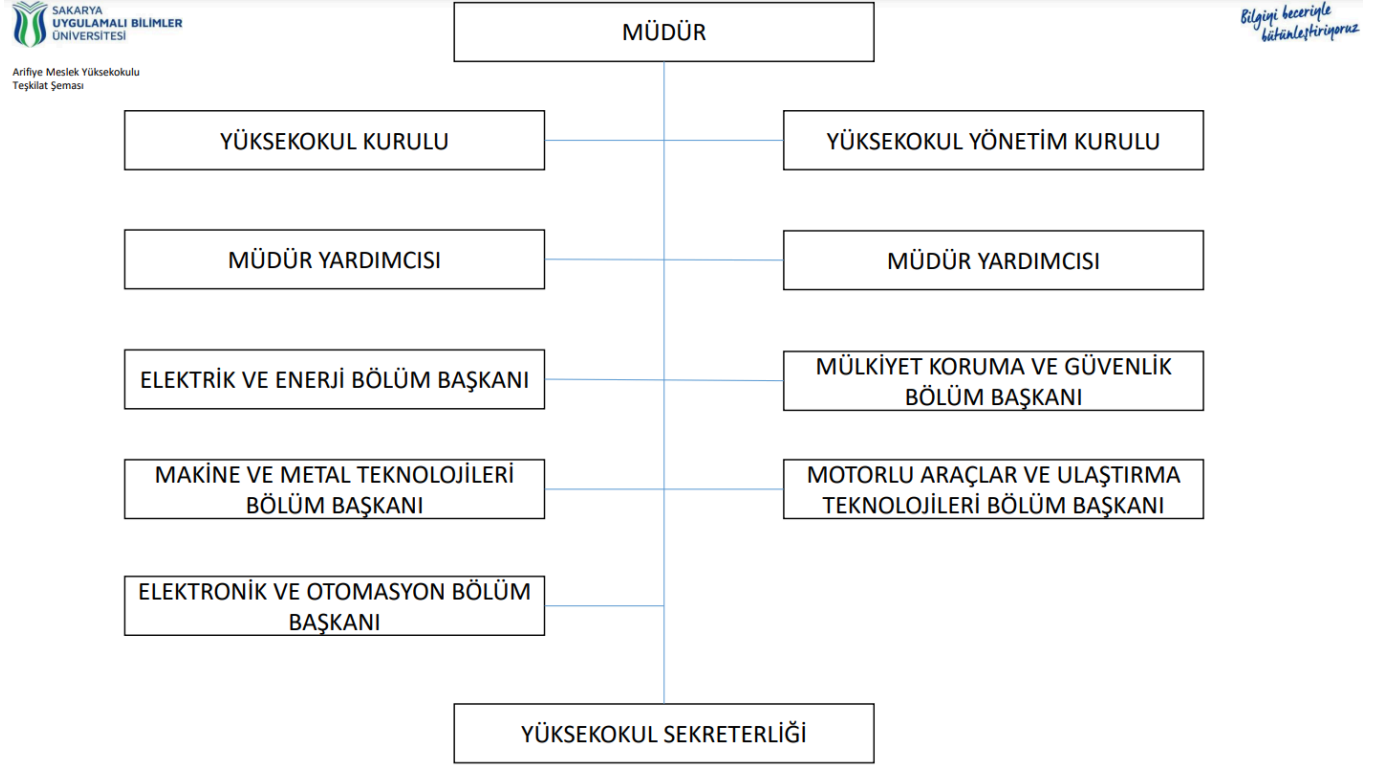 SAKARYA
UYGULAMALI BİLİMLER
ÜNİVERSİTESİ
Bilgiyi beceriyle
bütünleştiriyoruz
Arifiye Meslek Yüksekokulu
Teşkilat Şeması
MÜDÜR
YÜKSEKOKUL KURULU
YÜKSEKOKUL YÖNETİM KURULU
MÜDÜR YARDIMCISI
MÜDÜR YARDIMCISI
ELEKTRİK VE ENERJİ BÖLÜM BAŞKANI
MÜLKİYET KORUMA VE GÜVENLİK
BÖLÜM BAŞKANI
MAKİNE VE METAL TEKNOLOJİLERİ
BÖLÜM BAŞKANI
MOTORLU ARAÇLAR VE ULAŞTIRMA
TEKNOLOJİLERİ BÖLÜM BAŞKANI
ELEKTRONİK VE OTOMASYON BÖLÜM
BAŞKANI
YÜKSEKOKUL SEKRETERLİĞİ